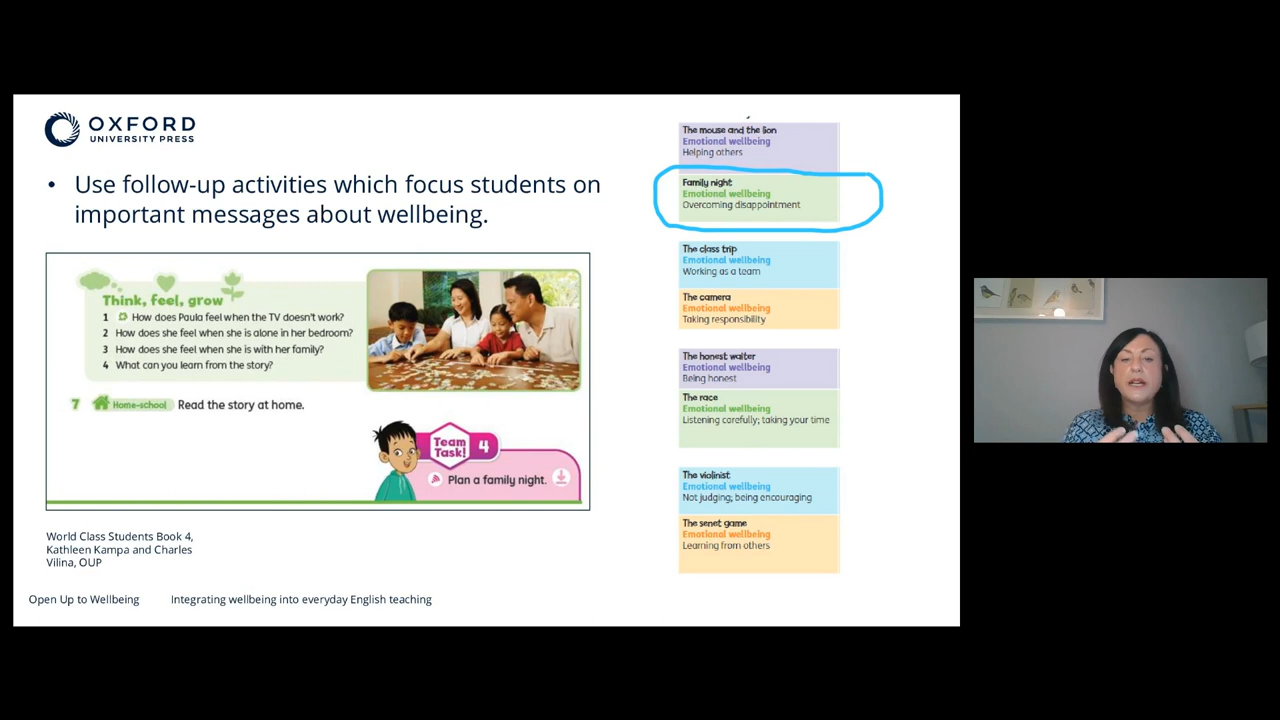 OXFORD
UNIVERSITY PRESS
• Use follow-up activities which focus students on
important messages about wellbeing.
Think, feel, grow
1 How does Paula feel when the TV doesn't work?
2 How does she feel when she is alone in her bedroom?
3 How does she feel when she is with her family?
4 What can you learn from the story?
7 Home-school Read the story at home.
Team
Task! 4
Plan a family night.
World Class Students Book 4,
Kathleen Kampa and Charles
Vilina, OUP
Open Up to Wellbeing Integrating wellbeing into everyday English teaching
The mouse and the lion
Emotional wellbeing
Helping others
Family night
Emotional wellbeing
Overcoming disappointment
The class trip
Emotional wellbeing
Working as a team
The camera
Emotional wellbeing
Taking responsibility
The honest waiter
Emotional wellbeing
Being honest
The race
Emotional wellbeing
Listening carefully; taking your time
The violinist
Emotional wellbeing
Not judging; being encouraging
The senet game
Emotional wellbeing
Learning from others